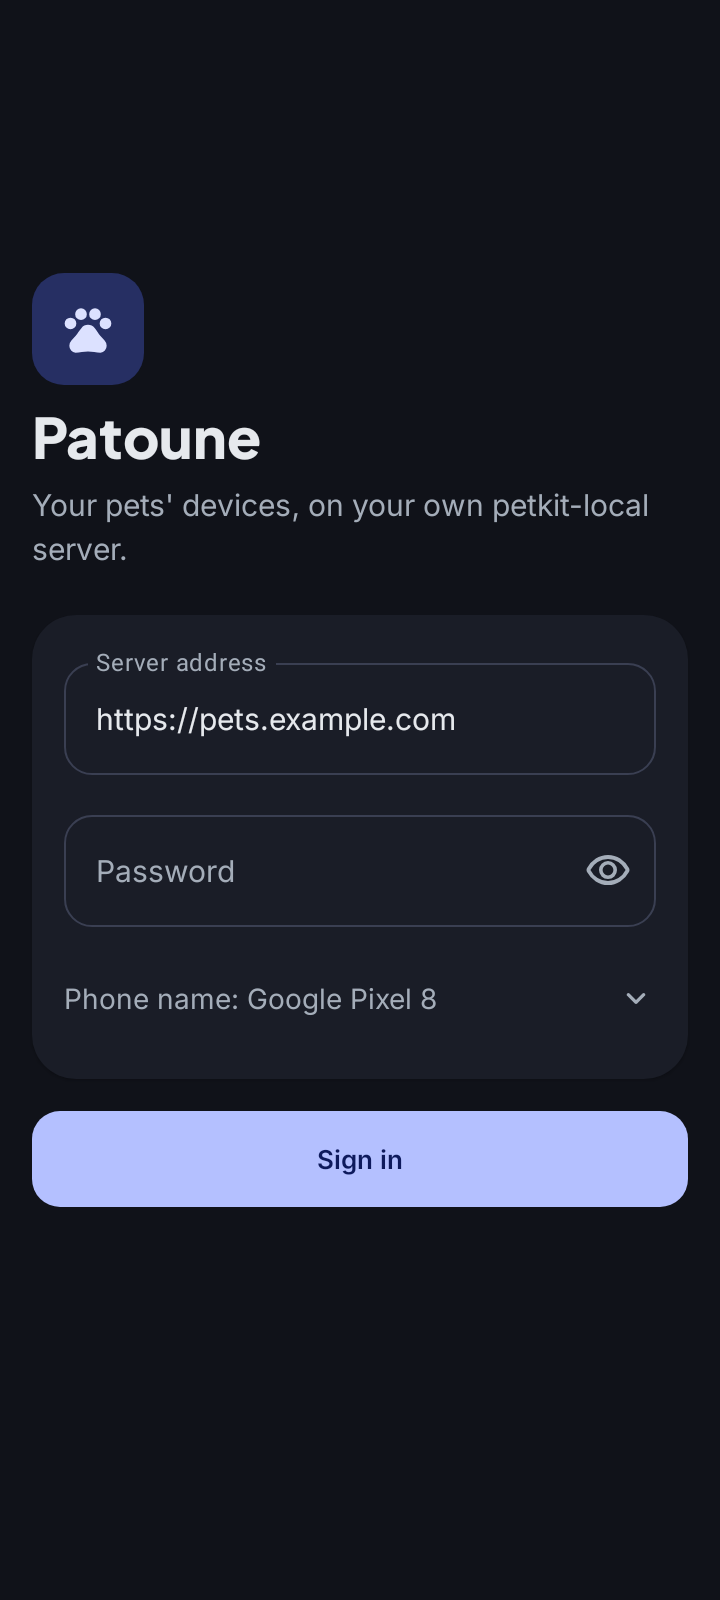 Patoune
Your pets' devices, on your own petkit-local
server.
Server address
https://pets.example.com
Password
Phone name: Google Pixel 8
Sign in